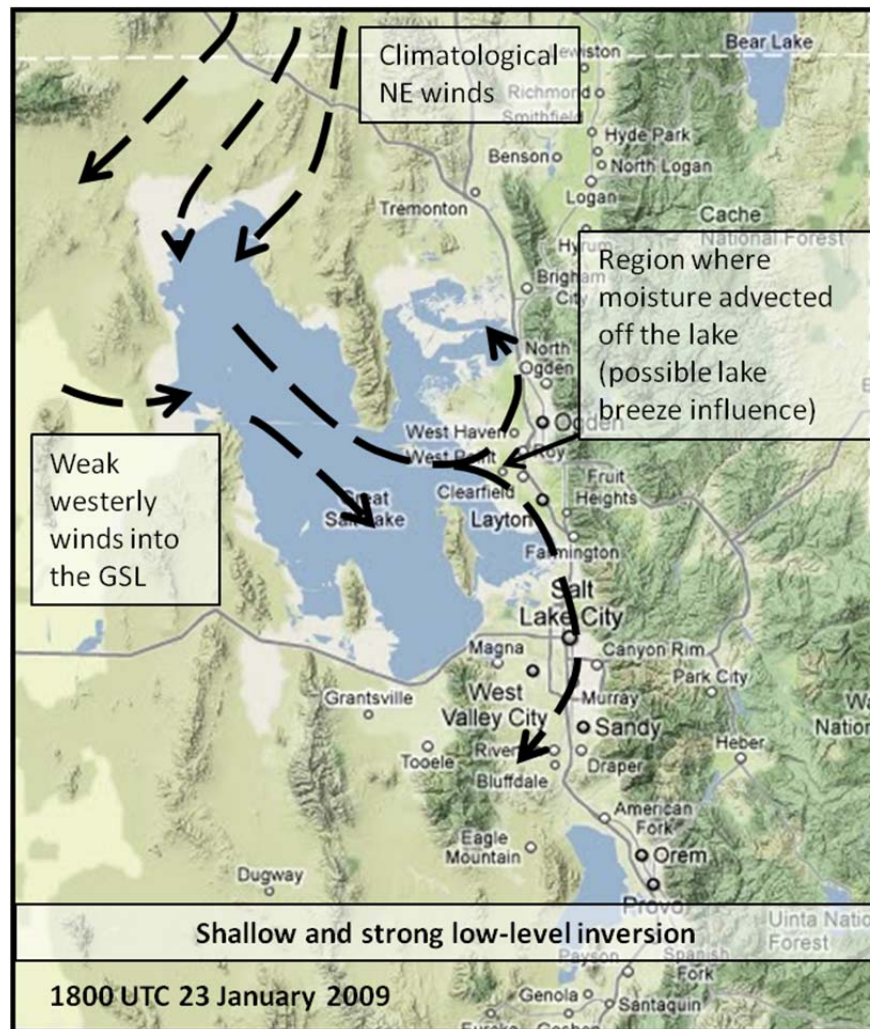 Climatological
NE winds
Bear Lake
Richmond
Smithfield
Hyde Park
Benson
North Logan
Logan
Tremonton
Cache
National Forest
Region where
moisture advected
off the lake
(possible lake
breeze influence)
Brigham
City
North
Ogden
West Haven
Ogden
Roy
West Point
Clearfield
Fruit
Heights
Weak
westerly
winds into
the GSL
Great
Salt Lake
Layton
Farmington
Salt
Lake City
Magna
Canyon Rim
Park City
Grantsville
West
Valley City
Murray
Sandy
Tooele
Draper
Heber
Bluffdale
American
Fork
Eagle
Mountain
Orem
Dugway
Provo
Shallow and strong low-level inversion
Uinta
Forest
Payson
Spanish
Fork
1800 UTC 23 January 2009
Genola
Santaquin